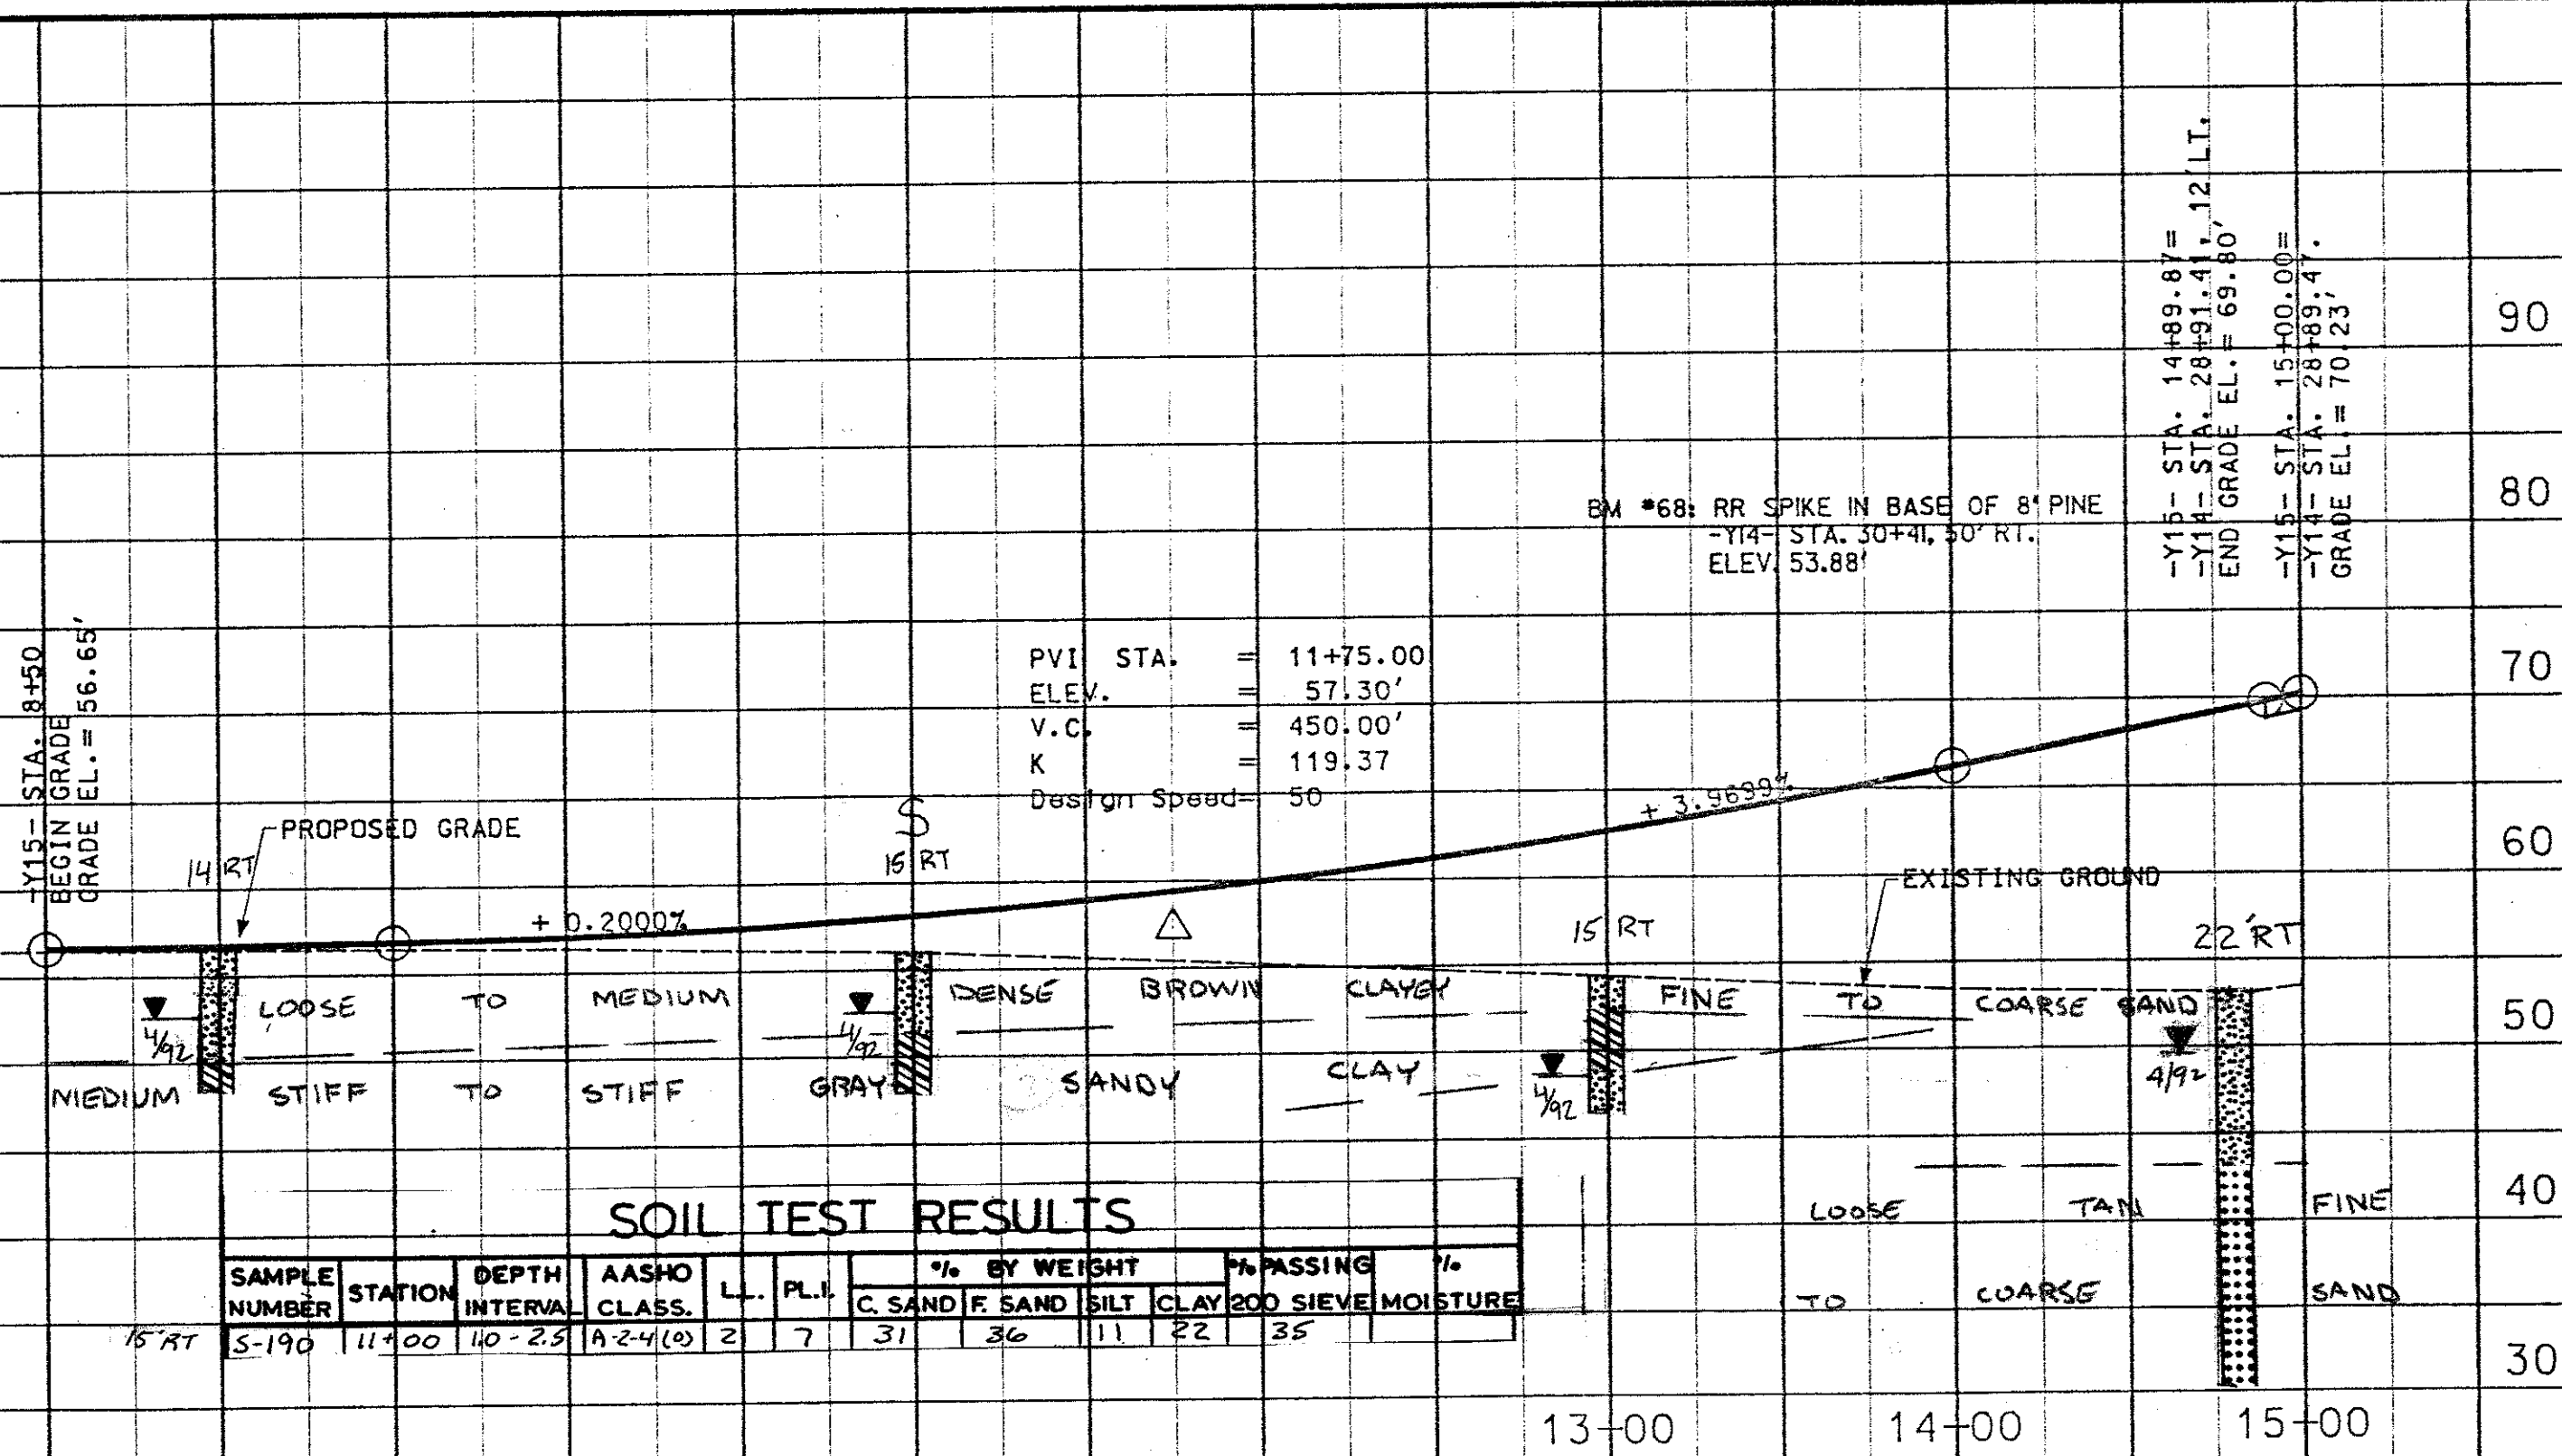 -Y15- STA. 14+89.87=
-Y14- STA. 28+91.41, 12' LT.
END GRADE EL.= 69.80'
-Y15- STA. 15+00.00=
-Y14- STA. 28+89.47.
GRADE EL.= 70.23'
90
80
BM #68: RR SPIKE IN BASE OF 8" PINE
-Y14- STA. 30+41, 50' RT.
ELEV. 53.88'
70
-Y15- STA. 8+50
BEGIN GRADE
GRADE EL.= 56.65'
PVI STA. = 11+75.00
ELEV. = 57.30'
V.C. = 450.00'
K = 119.37
Design Speed= 50
+ 3.9699%
S
PROPOSED GRADE
60
14 RT
15 RT
EXISTING GROUND
+ 0.2000%
15 RT
22' RT
LOOSE TO MEDIUM DENSE BROWN CLAYEY FINE TO COARSE SAND
50
4/92
4/92
4/92
4/92
MEDIUM STIFF TO STIFF GRAY SANDY CLAY
40
LOOSE TAN FINE
TO COARSE SAND
SOIL TEST RESULTS
SAMPLE NUMBER STATION DEPTH INTERVAL AASHO CLASS. L.L. PL.I. % BY WEIGHT % PASSING 200 SIEVE % MOISTURE
C. SAND F. SAND SILT CLAY
15' RT S-190 11+00 1.0-2.5 A-2-4(0) 2 7 31 36 11 22 35
30
13+00 14+00 15+00